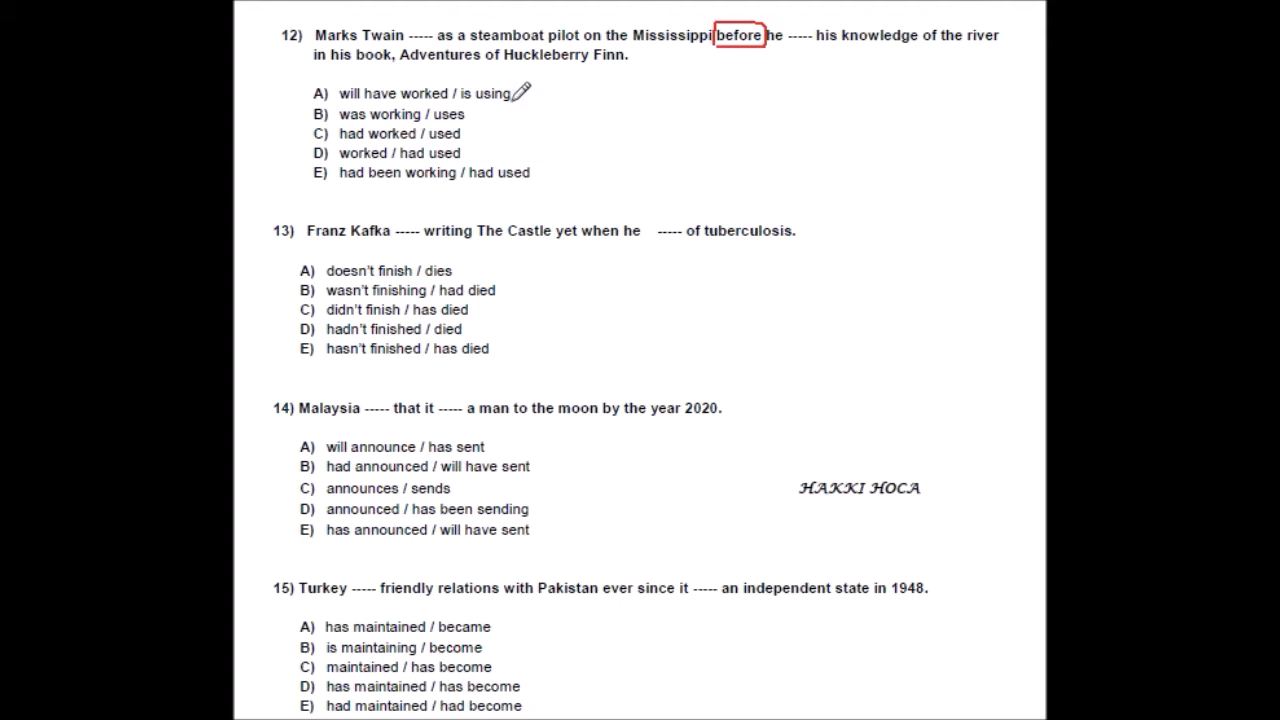 12) Marks Twain ----- as a steamboat pilot on the Mississippi before he ----- his knowledge of the river
in his book, Adventures of Huckleberry Finn.
A) will have worked / is using
B) was working / uses
C) had worked / used
D) worked / had used
E) had been working / had used
13) Franz Kafka ----- writing The Castle yet when he ----- of tuberculosis.
A) doesn't finish / dies
B) wasn't finishing / had died
C) didn't finish / has died
D) hadn't finished / died
E) hasn't finished / has died
14) Malaysia ----- that it ----- a man to the moon by the year 2020.
A) will announce / has sent
B) had announced / will have sent
C) announces / sends
HAKKI HOCA
D) announced / has been sending
E) has announced / will have sent
15) Turkey ----- friendly relations with Pakistan ever since it ----- an independent state in 1948.
A) has maintained / became
B) is maintaining / become
C) maintained / has become
D) has maintained / has become
E) had maintained / had become